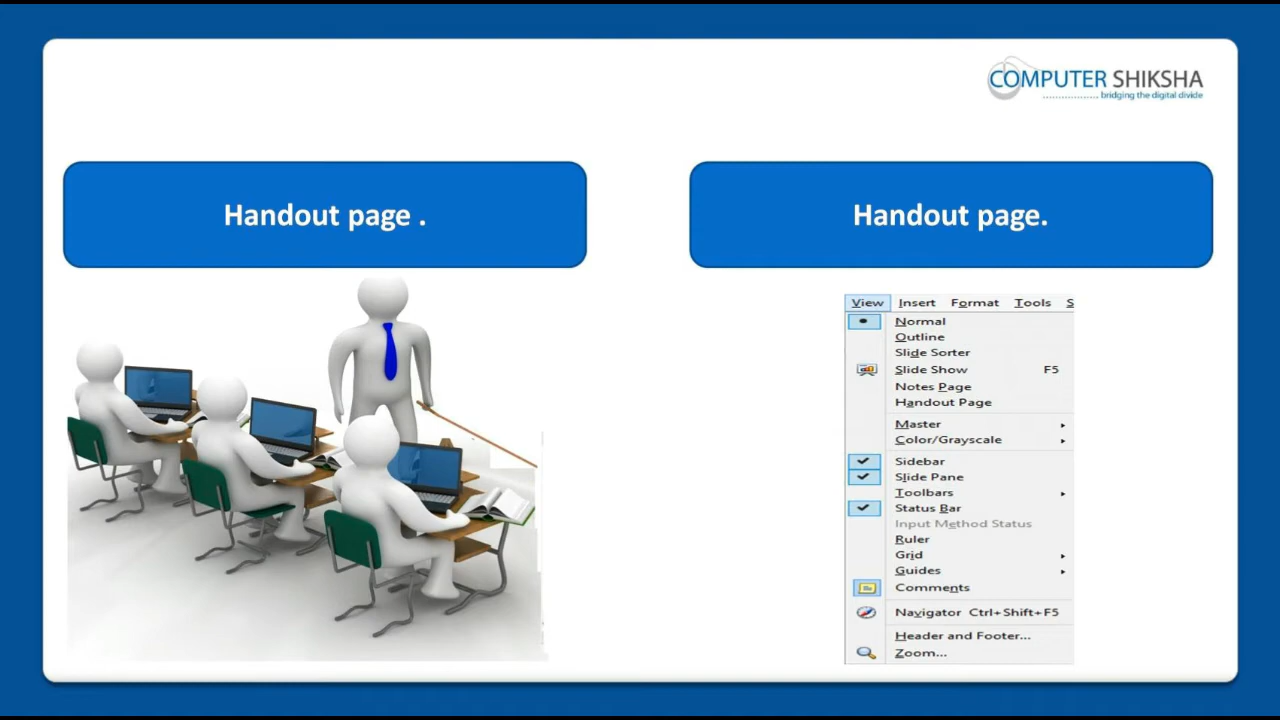 COMPUTER SHIKSHA
bridging the digital divide
Handout page .
Handout page.
View Insert Format Tools S
Normal
Outline
Slide Sorter
Slide Show F5
Notes Page
Handout Page
Master
Color/Grayscale
Sidebar
Slide Pane
Toolbars
Status Bar
Input Method Status
Ruler
Grid
Guides
Comments
Navigator Ctrl+Shift+F5
Header and Footer...
Zoom...